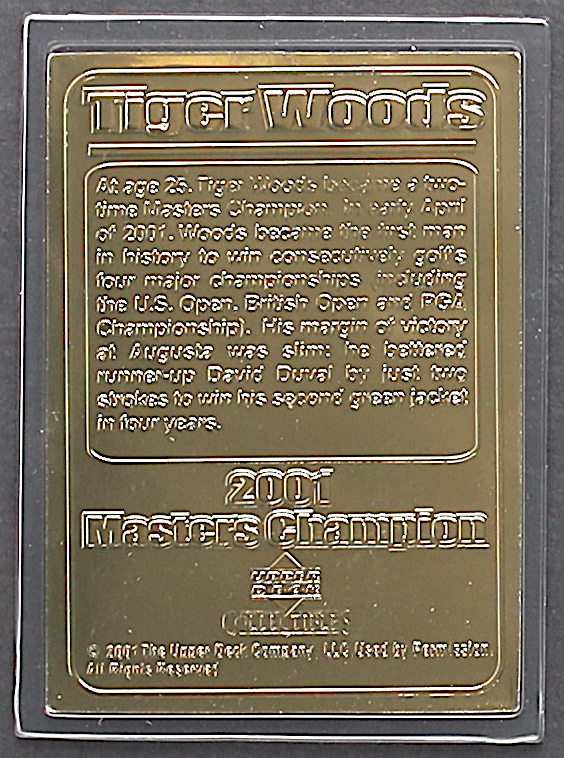 Tiger Woods
At age 25, Tiger Woods became a two-
time Masters Champion. In early April
of 2001, Woods became the first man
in history to win consecutively golf's
four major championships (including
the U.S. Open, British Open and PGA
Championship). His margin of victory
at Augusta was slim; he bettered
runner-up David Duval by just two
strokes to win his second green jacket
in four years.
2001
Masters Champion
UPPER
DECK
COLLECTIBLES
© 2001 The Upper Deck Company, LLC Used by Permission.
All Rights Reserved